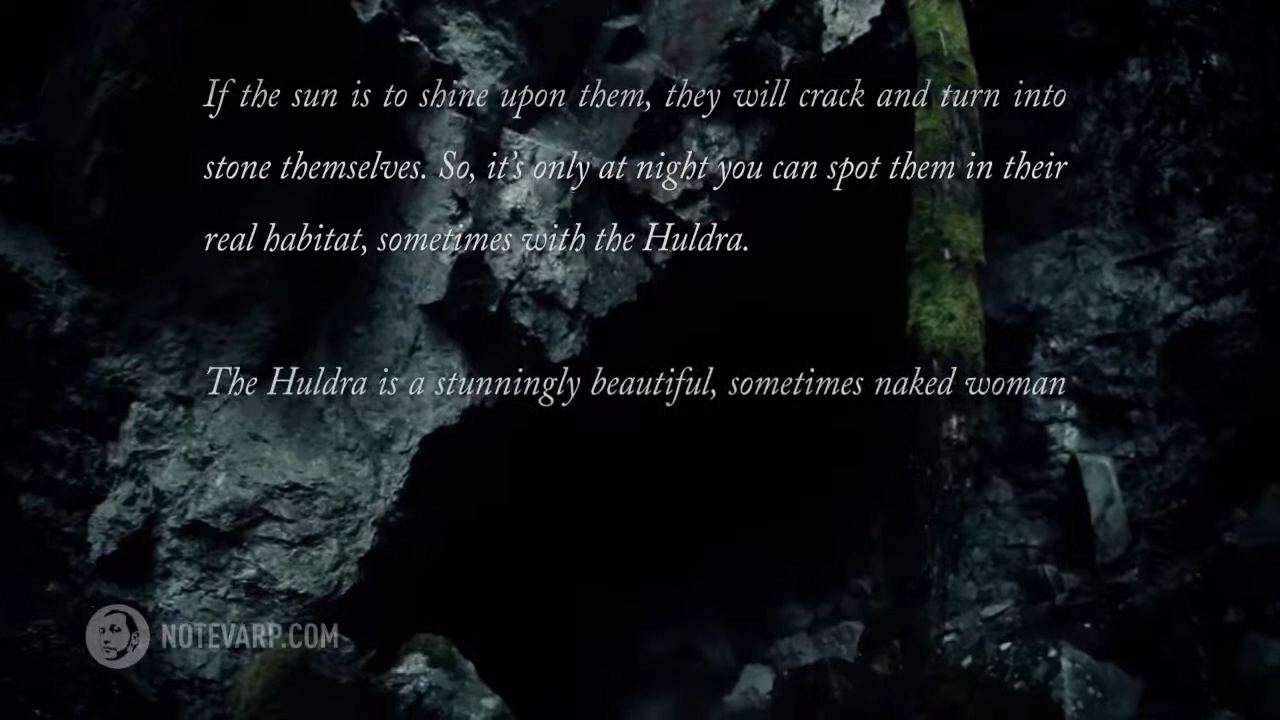 If the sun is to shine upon them, they will crack and turn into
stone themselves. So, it's only at night you can spot them in their
real habitat, sometimes with the Huldra.
The Huldra is a stunningly beautiful, sometimes naked woman
NOTEVARP.COM